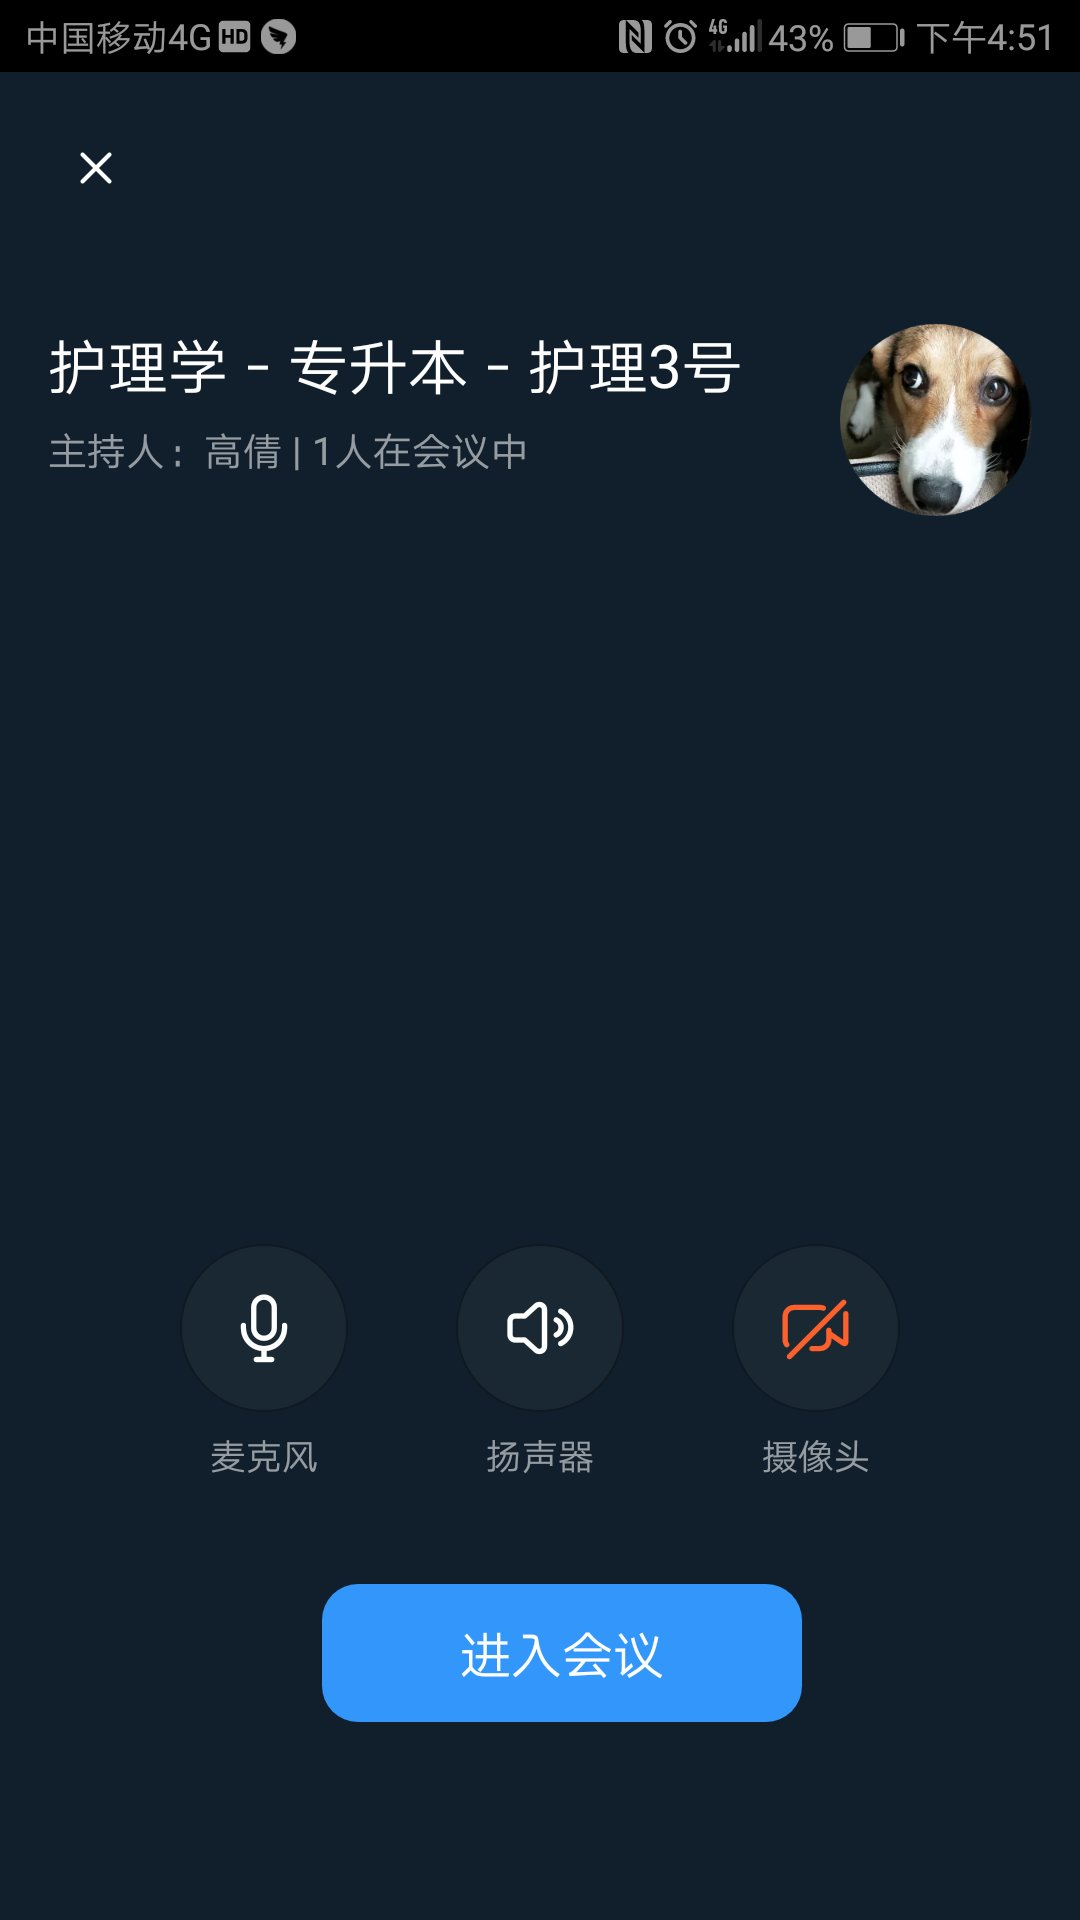 中国移动4G HD 4G 43% 下午4:51
护理学 - 专升本 - 护理3号
主持人：高倩 | 1人在会议中
麦克风 扬声器 摄像头
进入会议